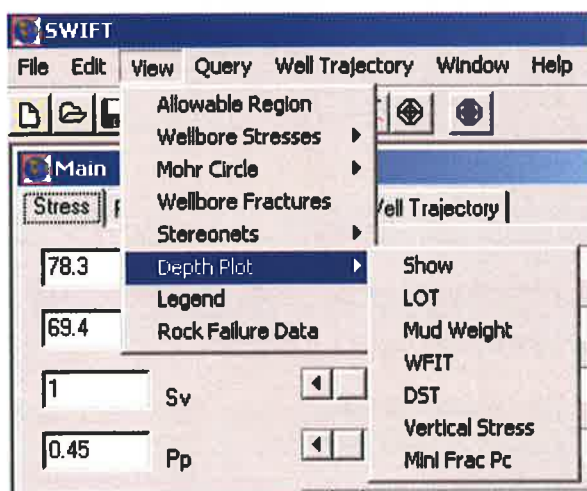 SWIFT
File Edit View Query Well Trajectory Window Help
Allowable Region
Wellbore Stresses
Mohr Circle
Wellbore Fractures
Stereonets
Depth Plot
Legend
Rock Failure Data
Show
LOT
Mud Weight
WFIT
DST
Vertical Stress
Mini Frac Pc
Main
Stress
Trajectory
78.3
69.4
1 Sv
0.45 Pp